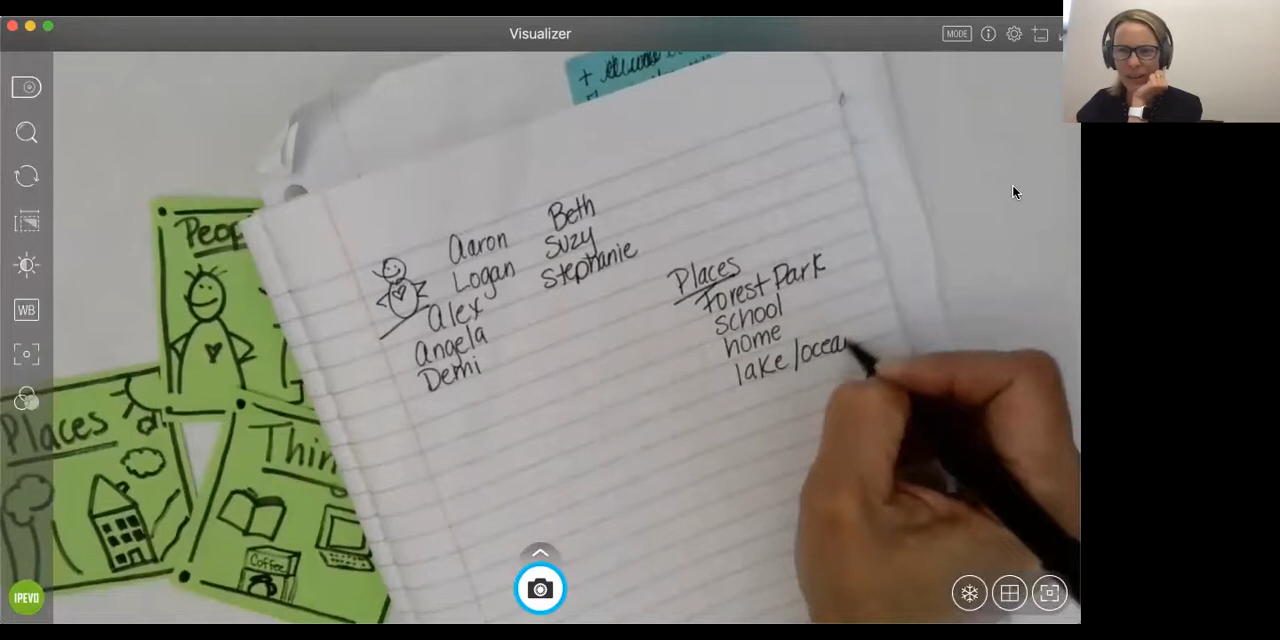 Visualizer
MODE
+
Peop
Aaron
Logan
Alex
Angela
Demi
Beth
Suzy
Stephanie
Places
Forest Park
school
home
lake/ocea
WB
Places
Thin
Coffee
IPEVO